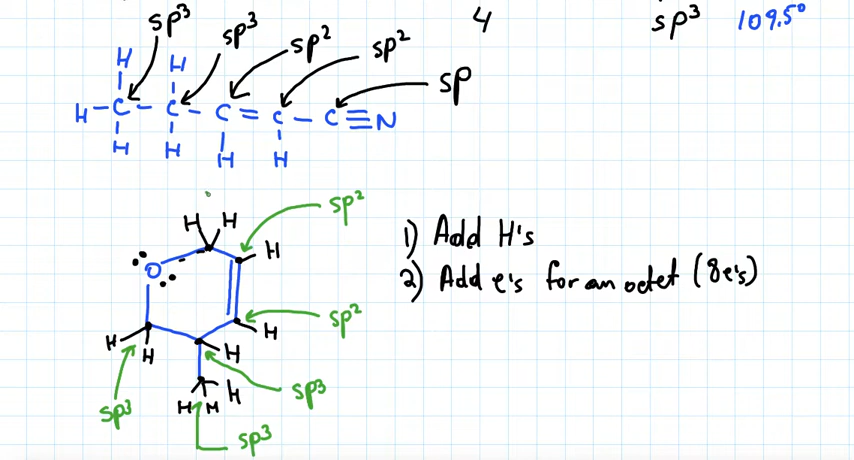 sp³ sp³ sp² sp² sp 4 sp³ 109.5°
H H
H-C-C-C=C-C≡N
H H H H
H H sp²
O H
1) Add H's
2) Add e's for an octet (8e's)
H sp²
H H H
H sp³
H H
sp³ sp³